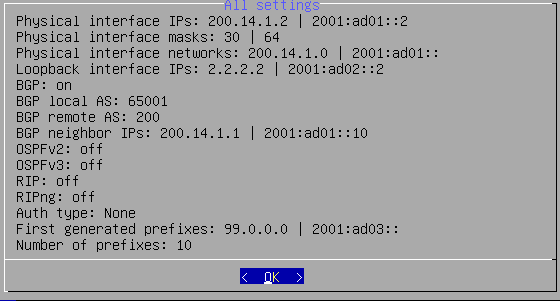 All settings
Physical interface IPs: 200.14.1.2 | 2001:ad01::2
Physical interface masks: 30 | 64
Physical interface networks: 200.14.1.0 | 2001:ad01::
Loopback interface IPs: 2.2.2.2 | 2001:ad02::2
BGP: on
BGP local AS: 65001
BGP remote AS: 200
BGP neighbor IPs: 200.14.1.1 | 2001:ad01::10
OSPFv2: off
OSPFv3: off
RIP: off
RIPng: off
Auth type: None
First generated prefixes: 99.0.0.0 | 2001:ad03::
Number of prefixes: 10
< OK >